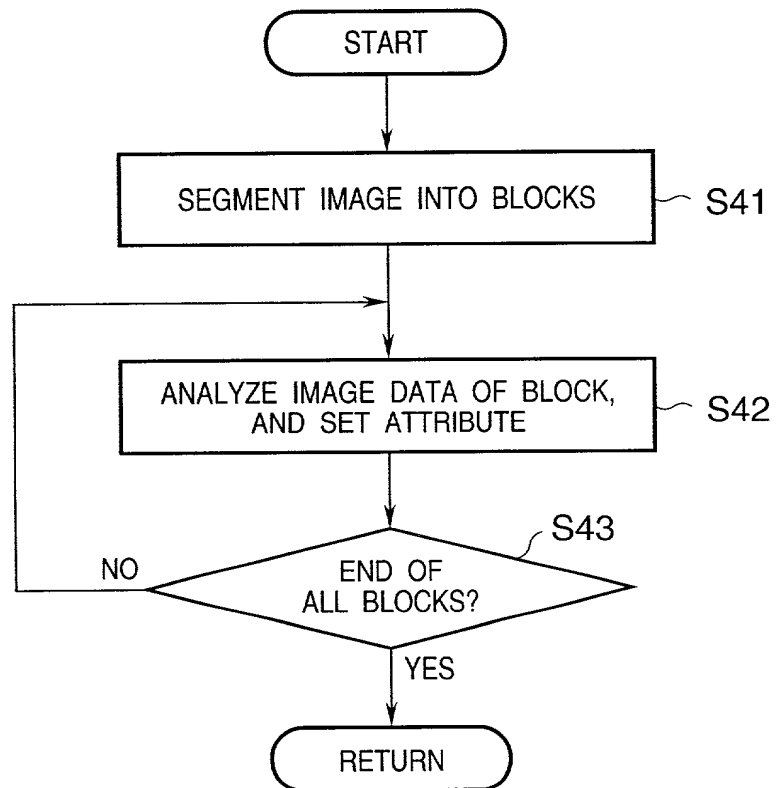 START
SEGMENT IMAGE INTO BLOCKS
S41
ANALYZE IMAGE DATA OF BLOCK,
AND SET ATTRIBUTE
S42
S43
END OF
ALL BLOCKS?
NO
YES
RETURN